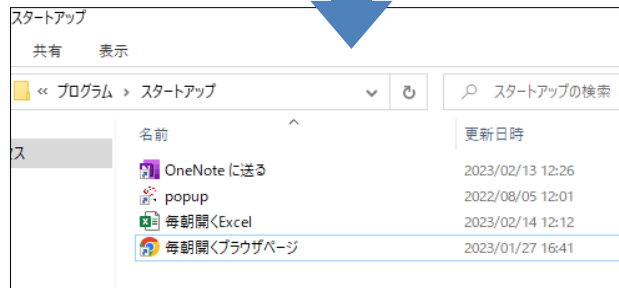 スタートアップ
共有 表示
« プログラム › スタートアップ
スタートアップの検索
名前 更新日時
OneNote に送る 2023/02/13 12:26
popup 2022/08/05 12:01
毎朝開くExcel 2023/02/14 12:12
毎朝開くブラウザページ 2023/01/27 16:41